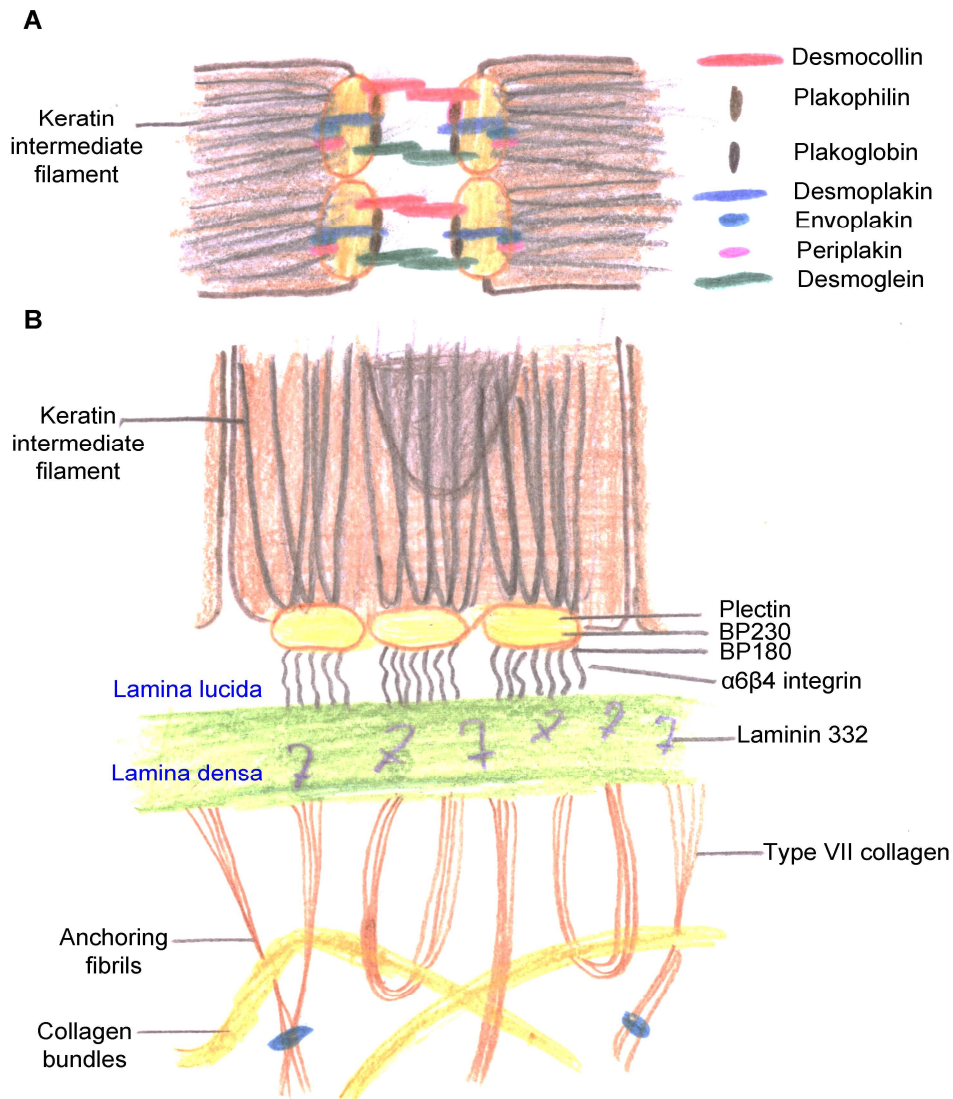 A
Desmocollin
Plakophilin
Keratin
intermediate
filament
Plakoglobin
Desmoplakin
Envoplakin
Periplakin
Desmoglein
B
Keratin
intermediate
filament
Plectin
BP230
BP180
α6β4 integrin
Lamina lucida
Laminin 332
Lamina densa
Type VII collagen
Anchoring
fibrils
Collagen
bundles